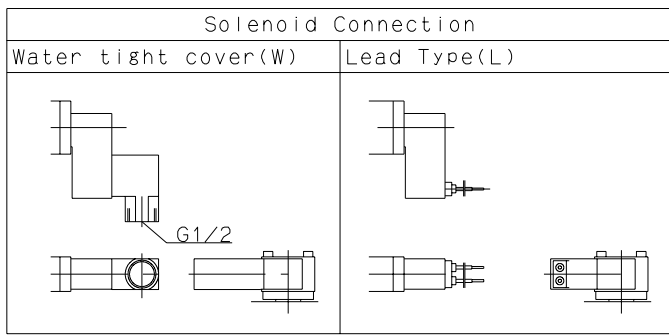 Solenoid Connection
Water tight cover(W)
Lead Type(L)
G1/2